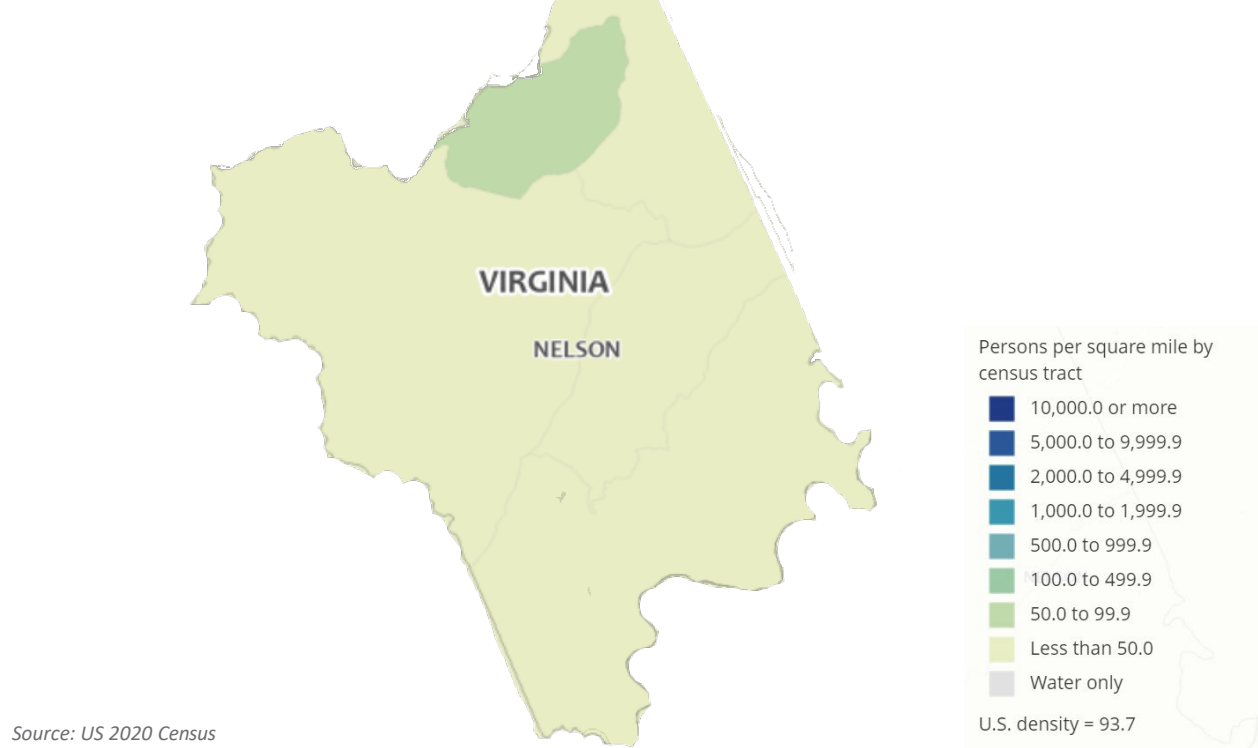 VIRGINIA
NELSON
Persons per square mile by
census tract
10,000.0 or more
5,000.0 to 9,999.9
2,000.0 to 4,999.9
1,000.0 to 1,999.9
500.0 to 999.9
100.0 to 499.9
50.0 to 99.9
Less than 50.0
Water only
U.S. density = 93.7
Source: US 2020 Census